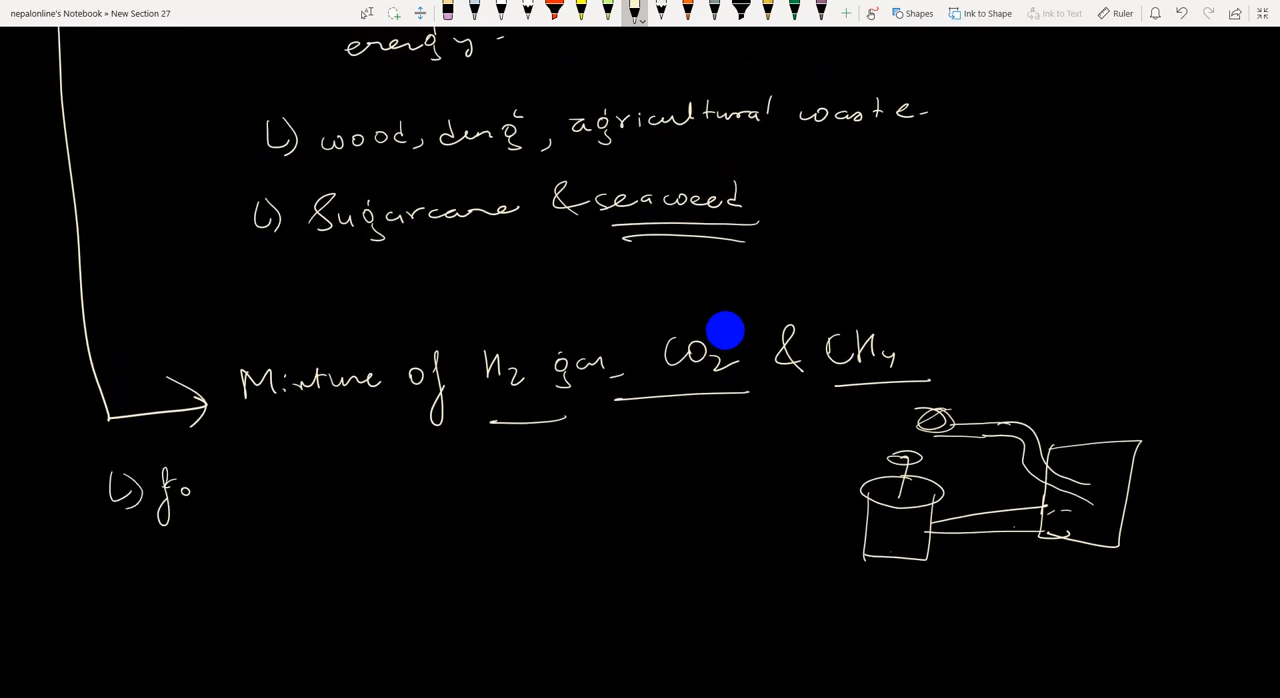 nepalonline's Notebook » New Section 27
Shapes Ink to Shape Ink to Text Ruler
energy -
↳ wood, dung, agricultural waste.
↳ Sugarcane & seaweed
Mixture of H2 gas CO2 & CH4
↳ fo